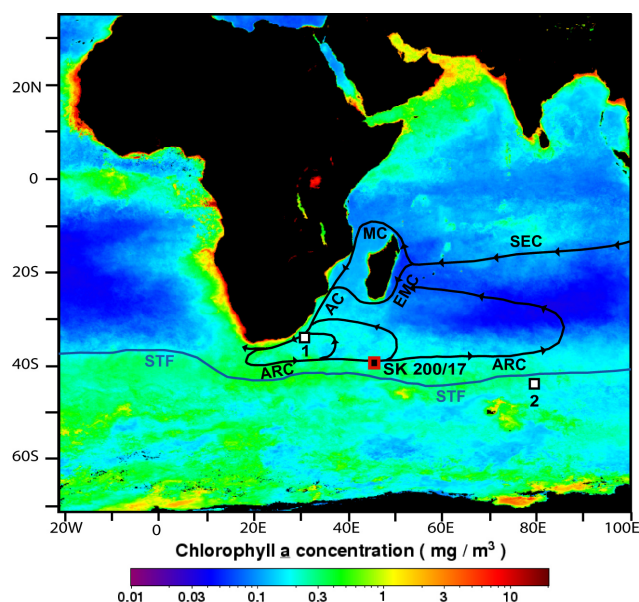 20N
0
20S
40S
60S
MC
SEC
AC
EMC
1
STF
ARC
SK 200/17
ARC
STF
2
20W
0
20E
40E
60E
80E
100E
Chlorophyll a concentration ( mg / m³ )
0.01
0.03
0.1
0.3
1
3
10